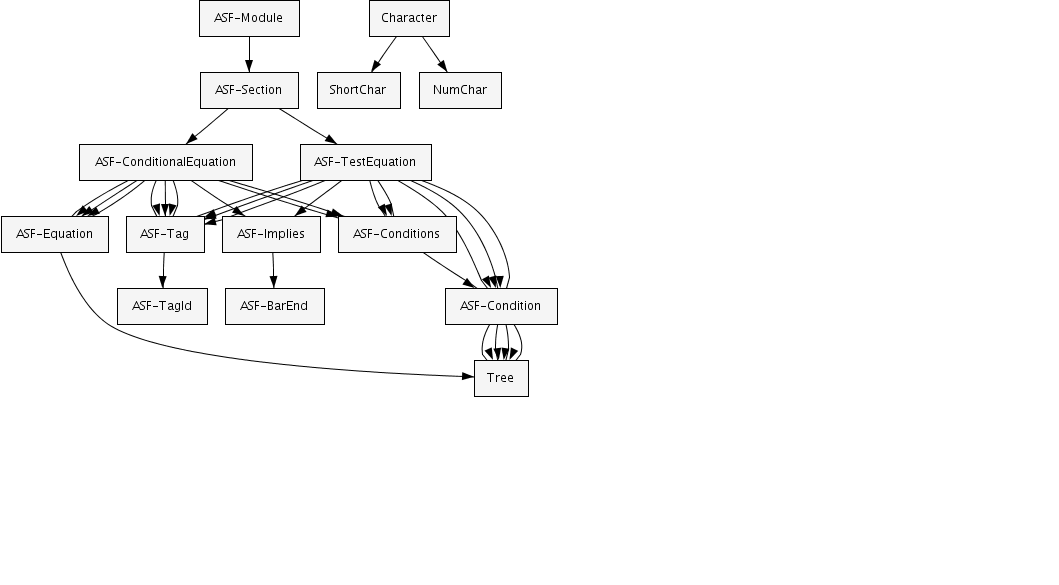 ASF-Module
Character
ASF-Section
ShortChar
NumChar
ASF-ConditionalEquation
ASF-TestEquation
ASF-Equation
ASF-Tag
ASF-Implies
ASF-Conditions
ASF-TagId
ASF-BarEnd
ASF-Condition
Tree